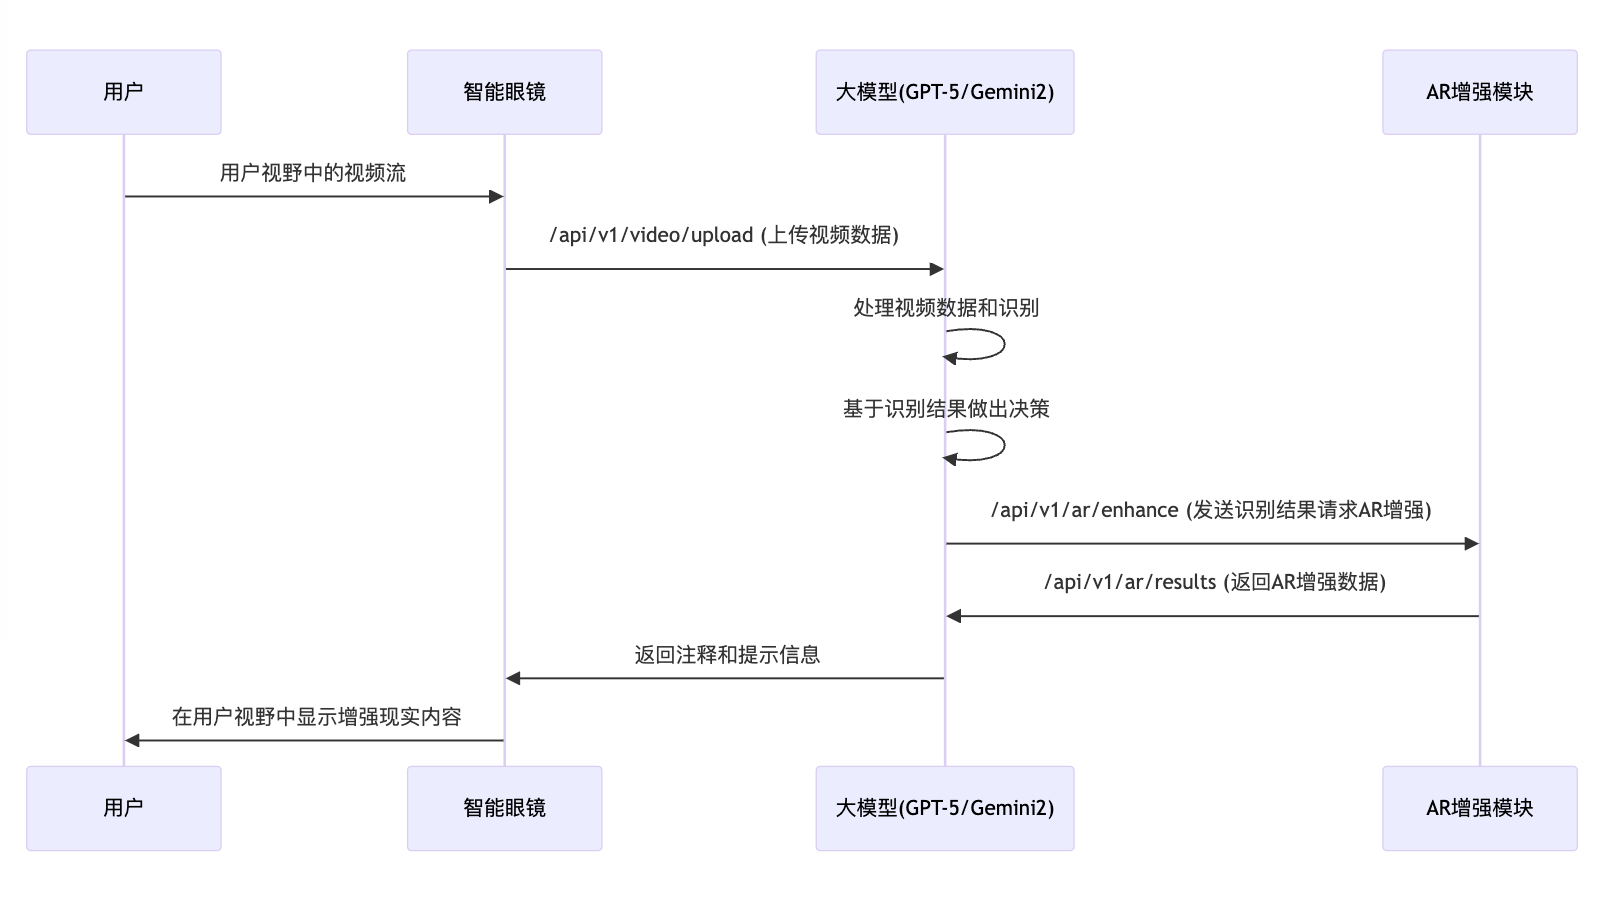 用户
智能眼镜
大模型(GPT-5/Gemini2)
AR增强模块
用户视野中的视频流
/api/v1/video/upload (上传视频数据)
处理视频数据和识别
基于识别结果做出决策
/api/v1/ar/enhance (发送识别结果请求AR增强)
/api/v1/ar/results (返回AR增强数据)
返回注释和提示信息
在用户视野中显示增强现实内容
用户
智能眼镜
大模型(GPT-5/Gemini2)
AR增强模块